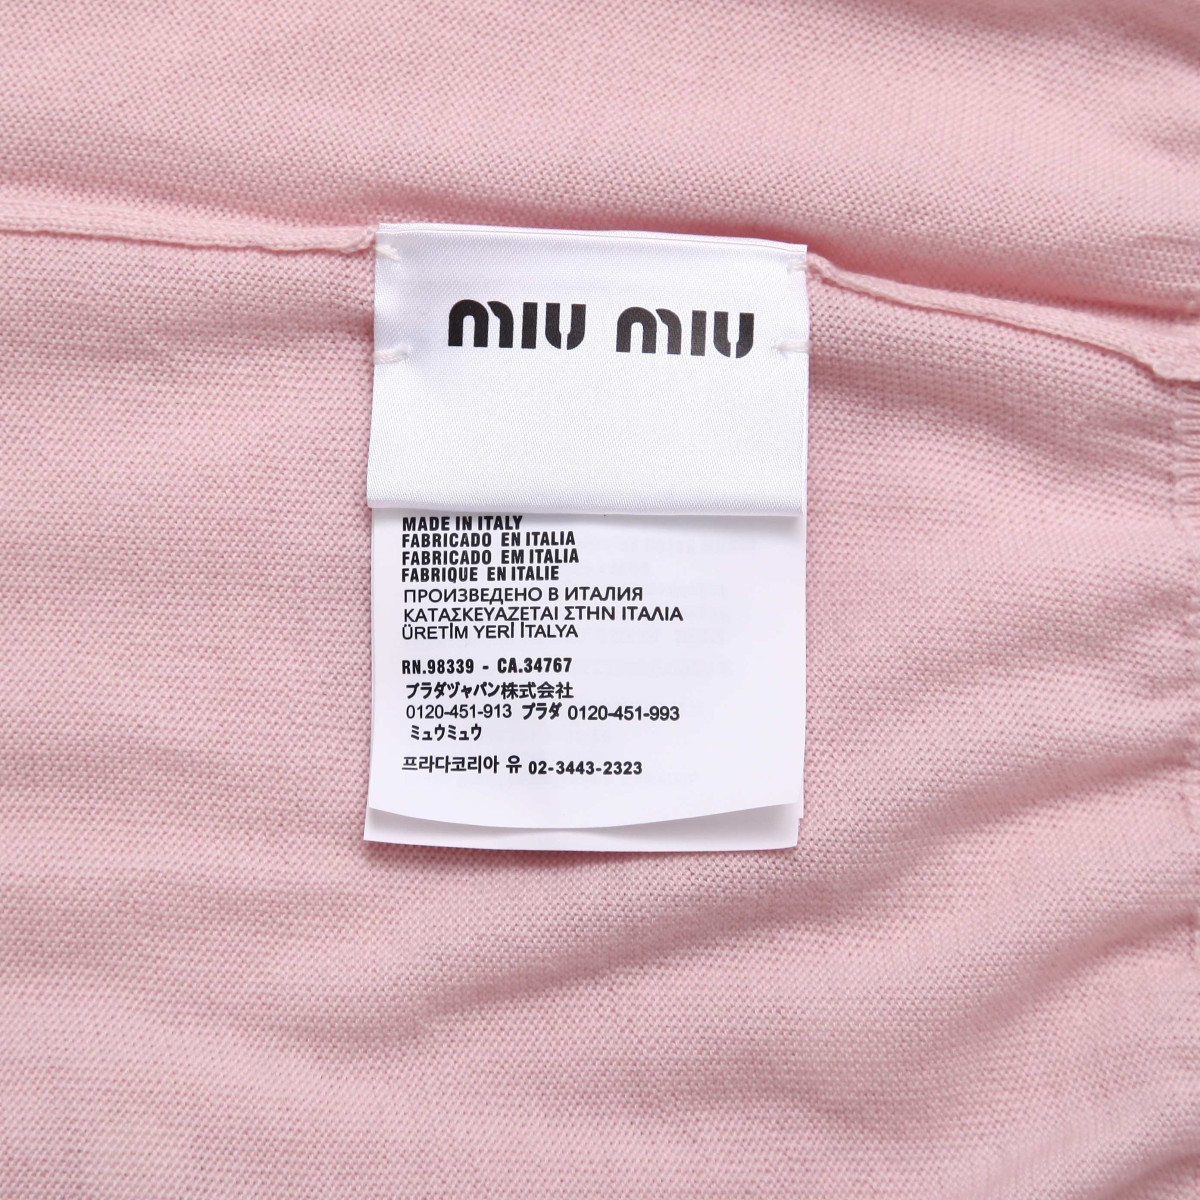 miu miu
MADE IN ITALY
FABRICADO EN ITALIA
FABRICADO EM ITALIA
FABRIQUE EN ITALIE
ПРОИЗВЕДЕНО В ИТАЛИЯ
ΚΑΤΑΣΚΕΥΑΖΕΤΑΙ ΣΤΗΝ ΙΤΑΛΙΑ
ÜRETİM YERİ İTALYA
RN.98339 - CA.34767
プラダジャパン株式会社
0120-451-913 プラダ 0120-451-993
ミュウミュウ
프라다코리아 유 02-3443-2323